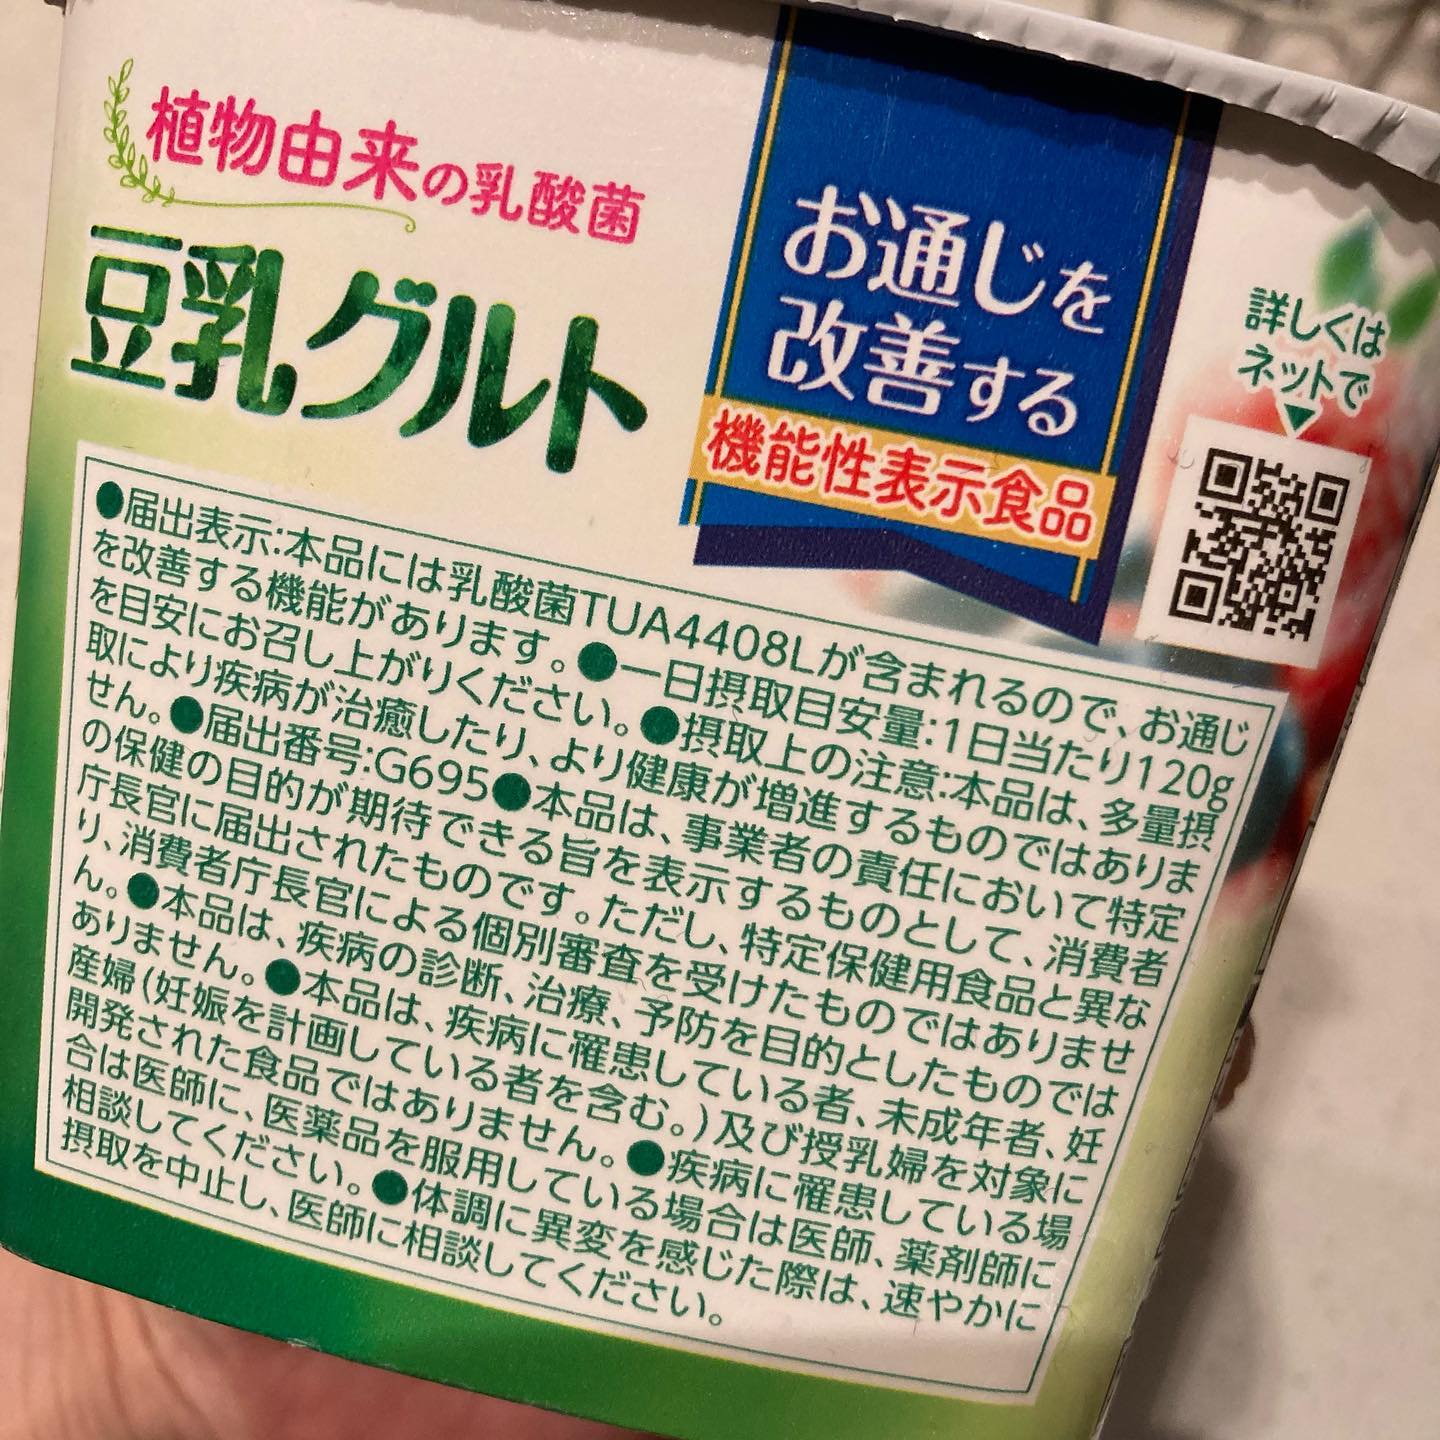 植物由来の乳酸菌
豆乳グルト
お通じを
改善する
機能性表示食品
詳しくは
ネットで
●届出表示:本品には乳酸菌TUA4408Lが含まれるので、お通じ
を改善する機能があります。●一日摂取目安量:1日当たり120g
を目安にお召し上がりください。●摂取上の注意:本品は、多量摂
取により疾病が治癒したり、より健康が増進するものではありま
せん。●届出番号:G695●本品は、事業者の責任において特定
の保健の目的が期待できる旨を表示するものとして、消費者
庁長官に届出されたものです。ただし、特定保健用食品と異な
り、消費者庁長官による個別審査を受けたものではありませ
ん。●本品は、疾病の診断、治療、予防を目的としたものでは
ありません。●本品は、疾病に罹患している者、未成年者、妊
産婦(妊娠を計画している者を含む。)及び授乳婦を対象に
開発された食品ではありません。●疾病に罹患している場
合は医師に、医薬品を服用している場合は医師、薬剤師に
相談してください。●体調に異変を感じた際は、速やかに
摂取を中止し、医師に相談してください。